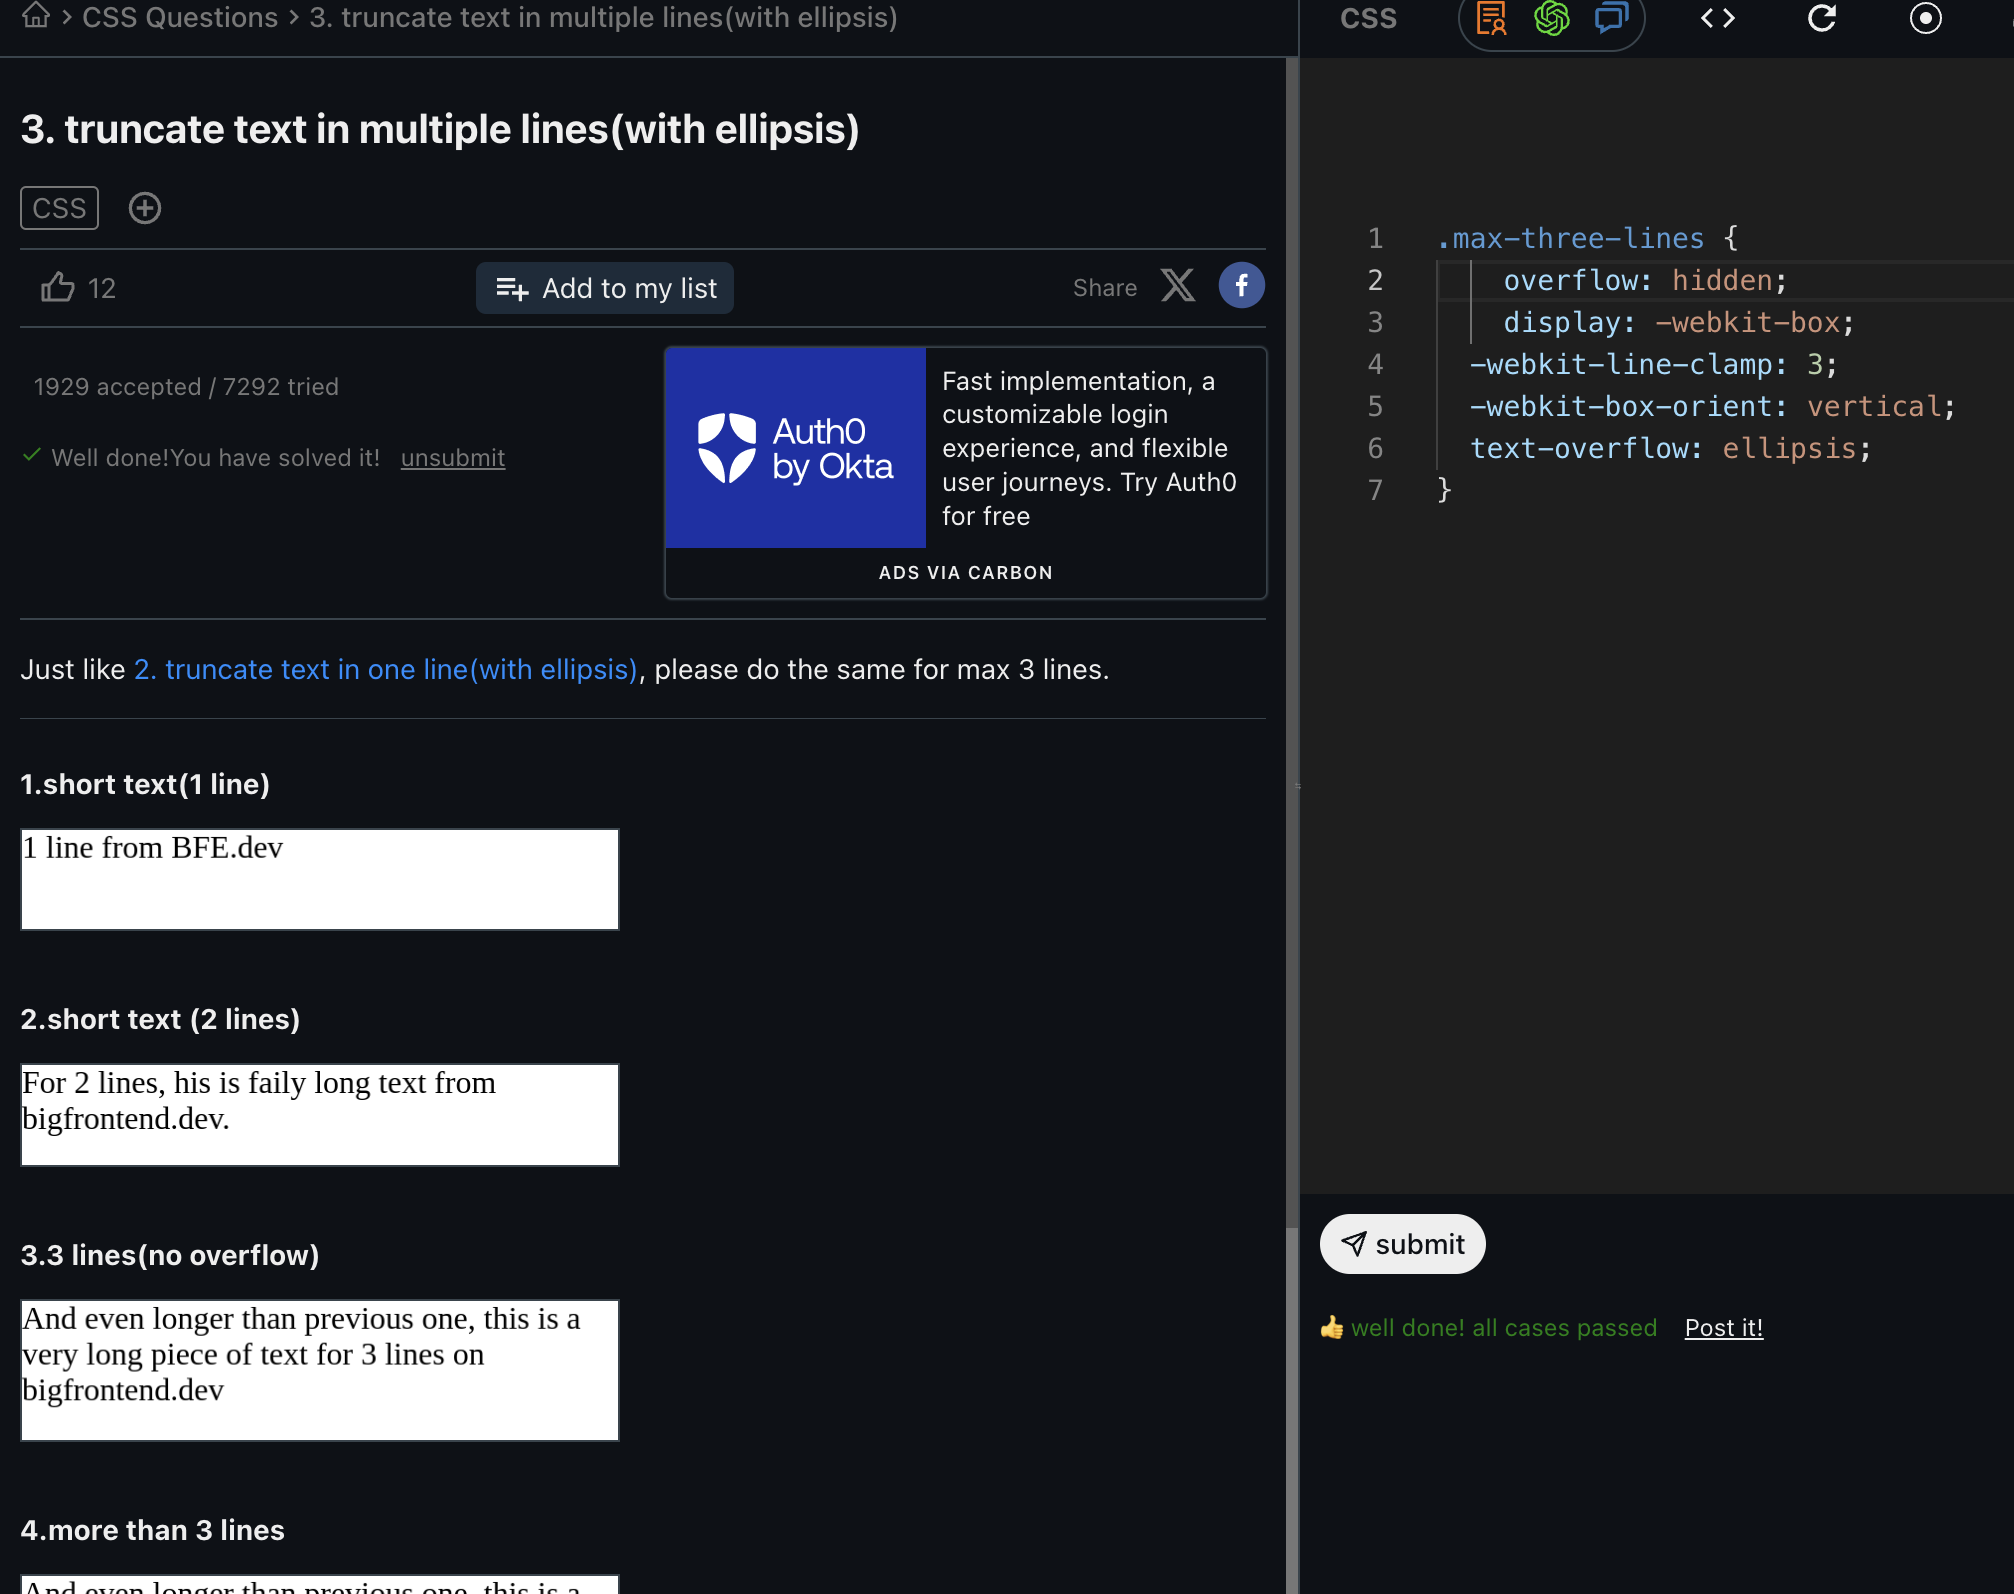 CSS Questions > 3. truncate text in multiple lines(with ellipsis)
3. truncate text in multiple lines(with ellipsis)
CSS
12
Add to my list
Share
1929 accepted / 7292 tried
Well done!You have solved it! unsubmit
Auth0
by Okta
Fast implementation, a
customizable login
experience, and flexible
user journeys. Try Auth0
for free
ADS VIA CARBON
Just like 2. truncate text in one line(with ellipsis), please do the same for max 3 lines.
1.short text(1 line)
1 line from BFE.dev
2.short text (2 lines)
For 2 lines, his is faily long text from
bigfrontend.dev.
3.3 lines(no overflow)
And even longer than previous one, this is a
very long piece of text for 3 lines on
bigfrontend.dev
4.more than 3 lines
And even longer than previous one, this is a
CSS
1 .max-three-lines {
2 overflow: hidden;
3 display: -webkit-box;
4 -webkit-line-clamp: 3;
5 -webkit-box-orient: vertical;
6 text-overflow: ellipsis;
7 }
submit
👍 well done! all cases passed Post it!